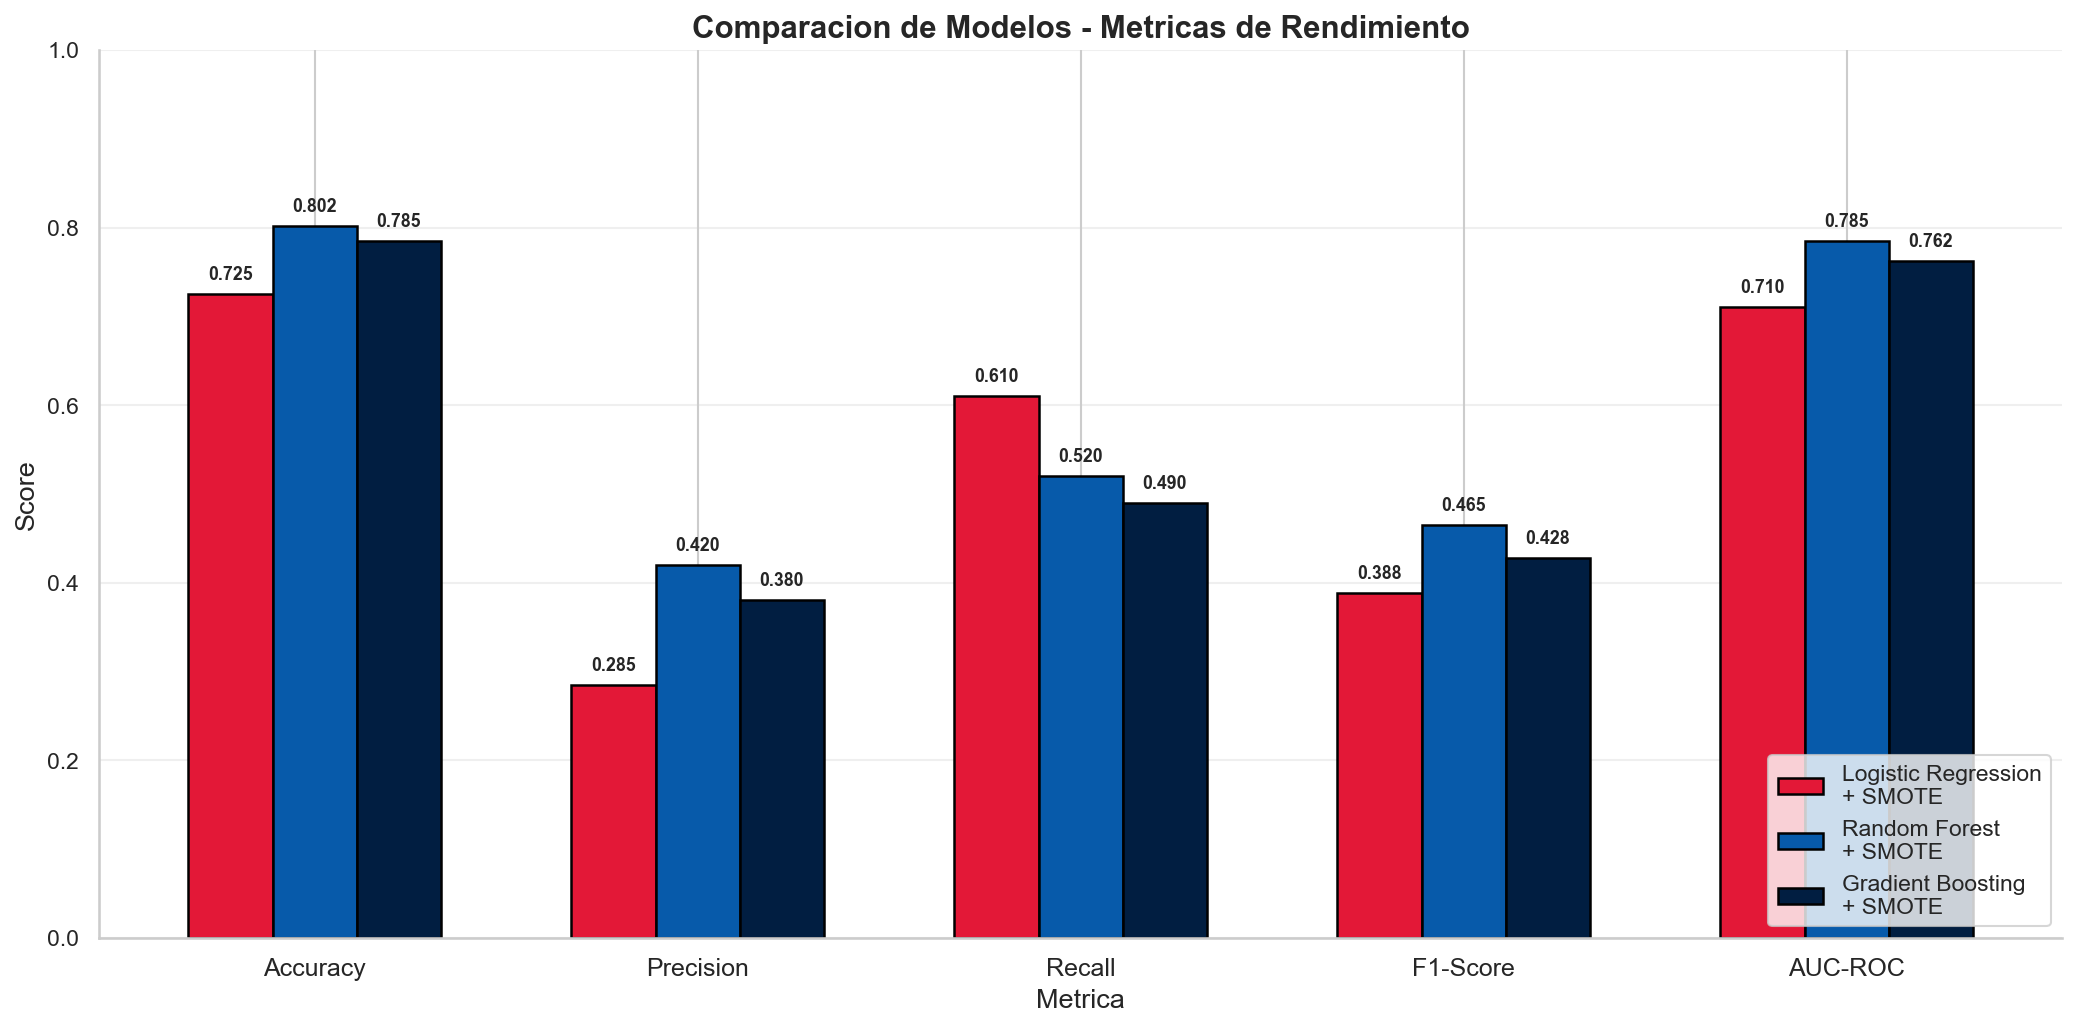 Comparacion de Modelos - Metricas de Rendimiento
Score
1.0
0.8
0.6
0.4
0.2
0.0
0.725
0.802
0.785
0.285
0.420
0.380
0.610
0.520
0.490
0.388
0.465
0.428
0.710
0.785
0.762
Logistic Regression
+ SMOTE
Random Forest
+ SMOTE
Gradient Boosting
+ SMOTE
Accuracy
Precision
Recall
F1-Score
AUC-ROC
Metrica